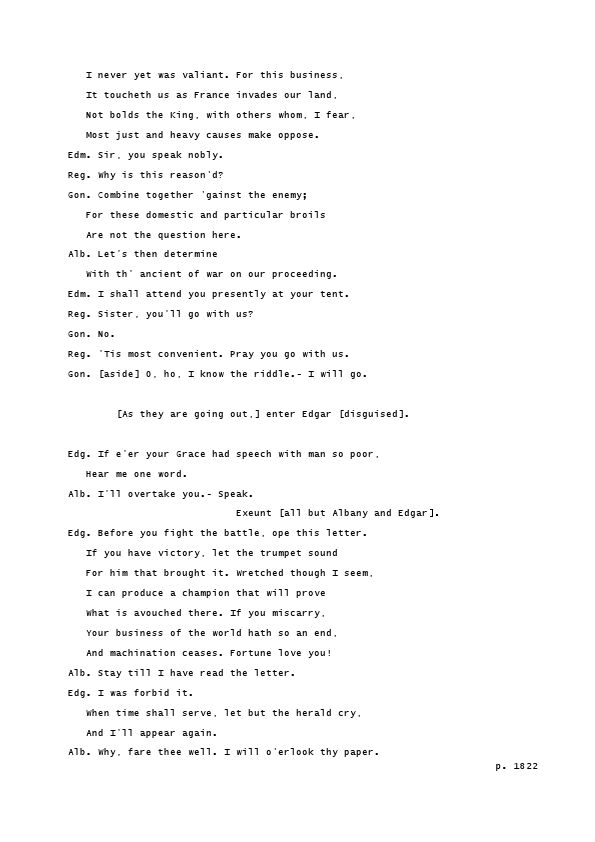 I never yet was valiant. For this business,
It toucheth us as France invades our land,
Not bolds the King, with others whom, I fear,
Most just and heavy causes make oppose.
Edm. Sir, you speak nobly.
Reg. Why is this reason'd?
Gon. Combine together 'gainst the enemy;
For these domestic and particular broils
Are not the question here.
Alb. Let's then determine
With th' ancient of war on our proceeding.
Edm. I shall attend you presently at your tent.
Reg. Sister, you'll go with us?
Gon. No.
Reg. 'Tis most convenient. Pray you go with us.
Gon. [aside] O, ho, I know the riddle.- I will go.
[As they are going out,] enter Edgar [disguised].
Edg. If e'er your Grace had speech with man so poor,
Hear me one word.
Alb. I'll overtake you.- Speak.
Exeunt [all but Albany and Edgar].
Edg. Before you fight the battle, ope this letter.
If you have victory, let the trumpet sound
For him that brought it. Wretched though I seem,
I can produce a champion that will prove
What is avouched there. If you miscarry,
Your business of the world hath so an end,
And machination ceases. Fortune love you!
Alb. Stay till I have read the letter.
Edg. I was forbid it.
When time shall serve, let but the herald cry,
And I'll appear again.
Alb. Why, fare thee well. I will o'erlook thy paper.
p. 1822